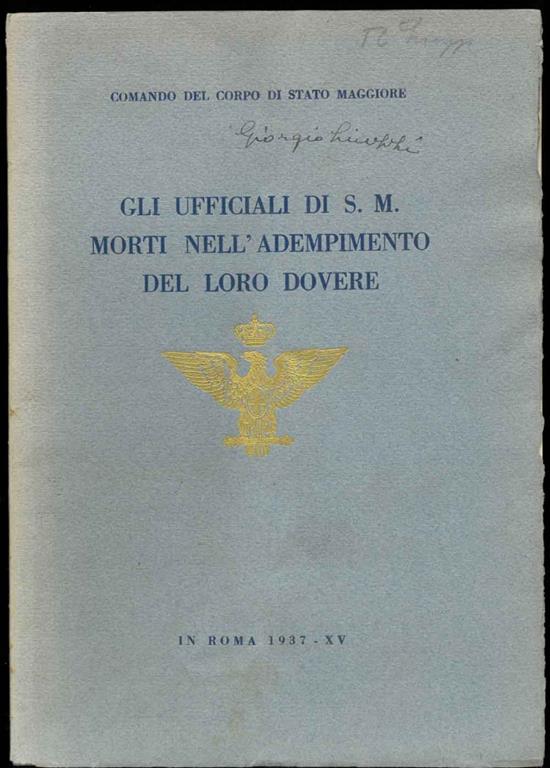 COMANDO DEL CORPO DI STATO MAGGIORE
Giorgio
GLI UFFICIALI DI S. M.
MORTI NELL'ADEMPIMENTO
DEL LORO DOVERE
IN ROMA 1937 - XV